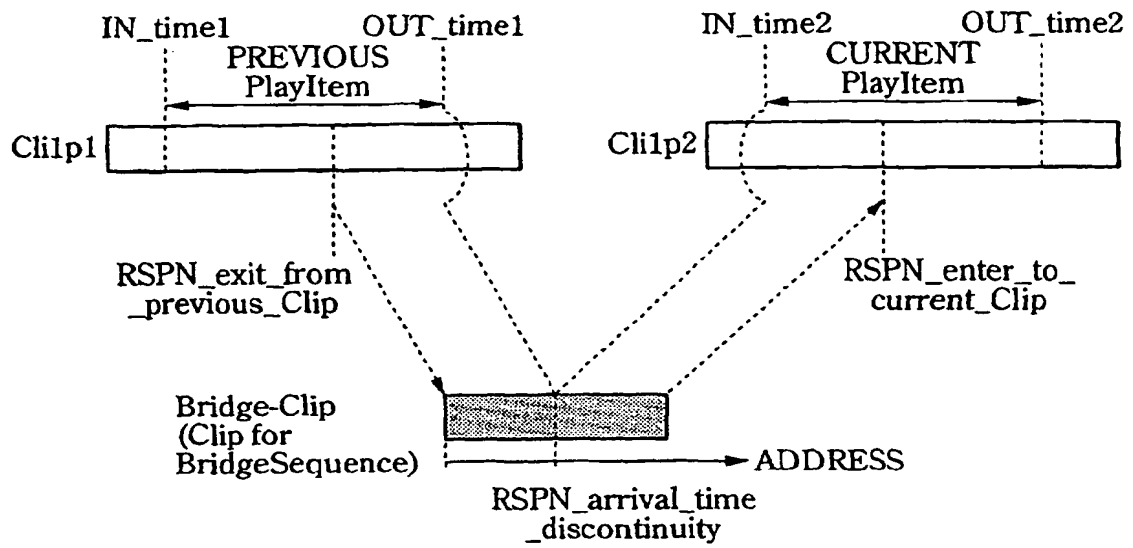 IN_time1
OUT_time1
PREVIOUS
PlayItem
Cli1p1
IN_time2
OUT_time2
CURRENT
PlayItem
Cli1p2
RSPN_exit_from
_previous_Clip
RSPN_enter_to_
current_Clip
Bridge-Clip
(Clip for
BridgeSequence)
ADDRESS
RSPN_arrival_time
_discontinuity